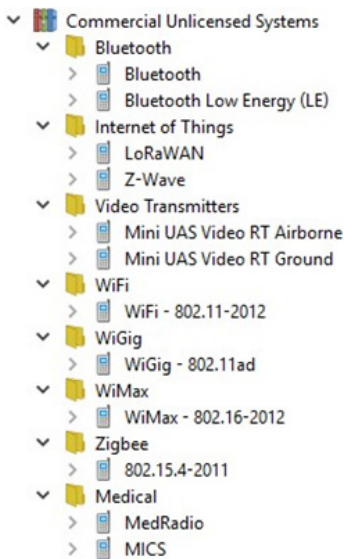 Commercial Unlicensed Systems
Bluetooth
Bluetooth
Bluetooth Low Energy (LE)
Internet of Things
LoRaWAN
Z-Wave
Video Transmitters
Mini UAS Video RT Airborne
Mini UAS Video RT Ground
WiFi
WiFi - 802.11-2012
WiGig
WiGig - 802.11ad
WiMax
WiMax - 802.16-2012
Zigbee
802.15.4-2011
Medical
MedRadio
MICS